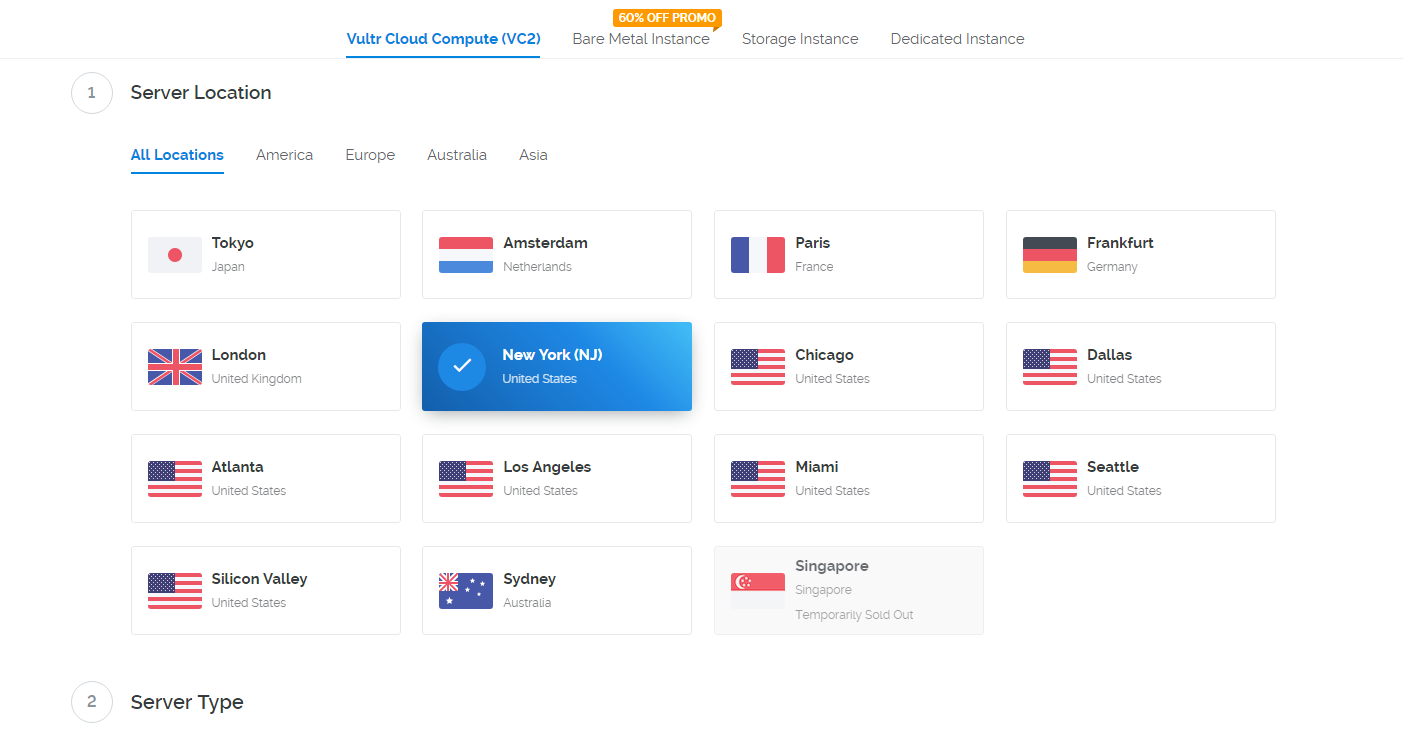 60% OFF PROMO
Vultr Cloud Compute (VC2) Bare Metal Instance Storage Instance Dedicated Instance
1 Server Location
All Locations America Europe Australia Asia
Tokyo
Japan
Amsterdam
Netherlands
Paris
France
Frankfurt
Germany
London
United Kingdom
New York (NJ)
United States
Chicago
United States
Dallas
United States
Atlanta
United States
Los Angeles
United States
Miami
United States
Seattle
United States
Silicon Valley
United States
Sydney
Australia
Singapore
Singapore
Temporarily Sold Out
2 Server Type